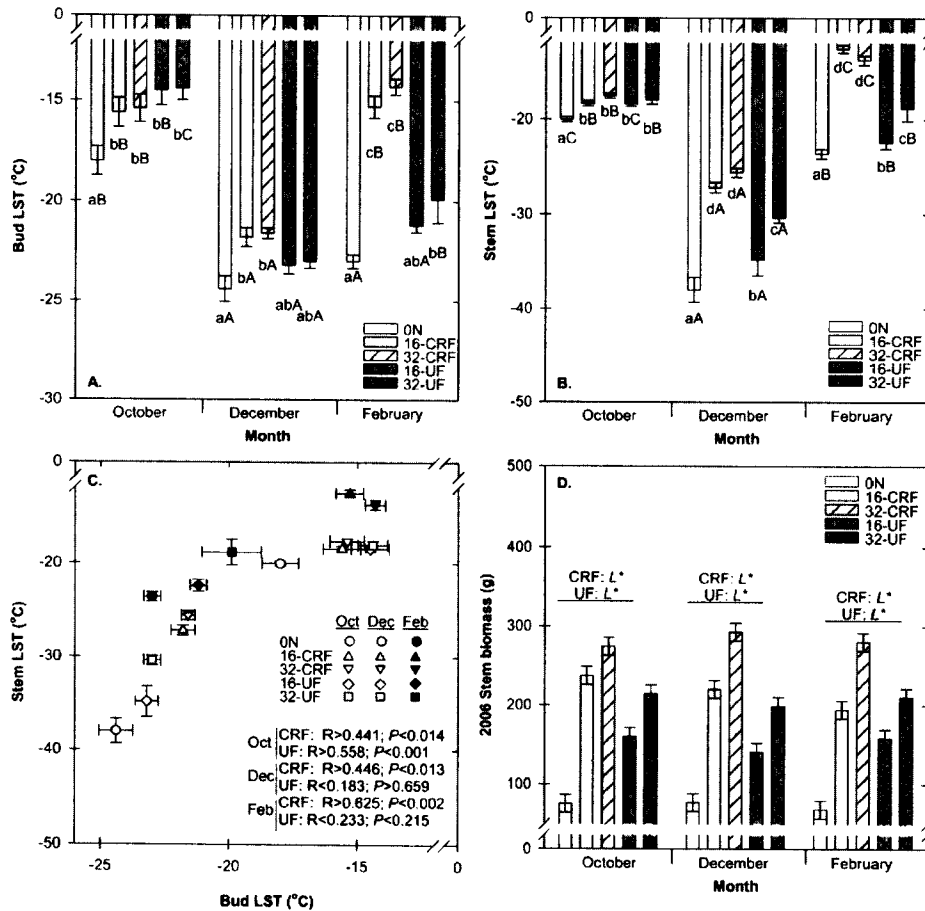 0
-15
-20
-25
-30
Bud LST (°C)
aB
bB
bB
bB
bC
aA
bA
bA
abA
abA
aA
cB
cB
abA
bB
0N
16-CRF
32-CRF
16-UF
32-UF
A.
October
December
February
Month
0
-20
-30
-40
-50
Stem LST (°C)
aC
bB
bB
bC
bB
aA
dA
dA
bA
cA
aB
dC
dC
bB
cB
0N
16-CRF
32-CRF
16-UF
32-UF
B.
October
December
February
Month
0
-20
-30
-40
-50
Stem LST (°C)
C.
Oct Dec Feb
0N
16-CRF
32-CRF
16-UF
32-UF
Oct
CRF: R>0.441; P<0.014
UF: R>0.558; P<0.001
Dec
CRF: R>0.446; P<0.013
UF: R<0.183; P>0.659
Feb
CRF: R>0.625; P<0.002
UF: R<0.233; P<0.215
-25
-20
-15
0
Bud LST (°C)
500
400
300
200
100
0
2006 Stem biomass (g)
D.
0N
16-CRF
32-CRF
16-UF
32-UF
CRF: L*
UF: L*
CRF: L*
UF: L*
CRF: L*
UF: L*
October
December
February
Month